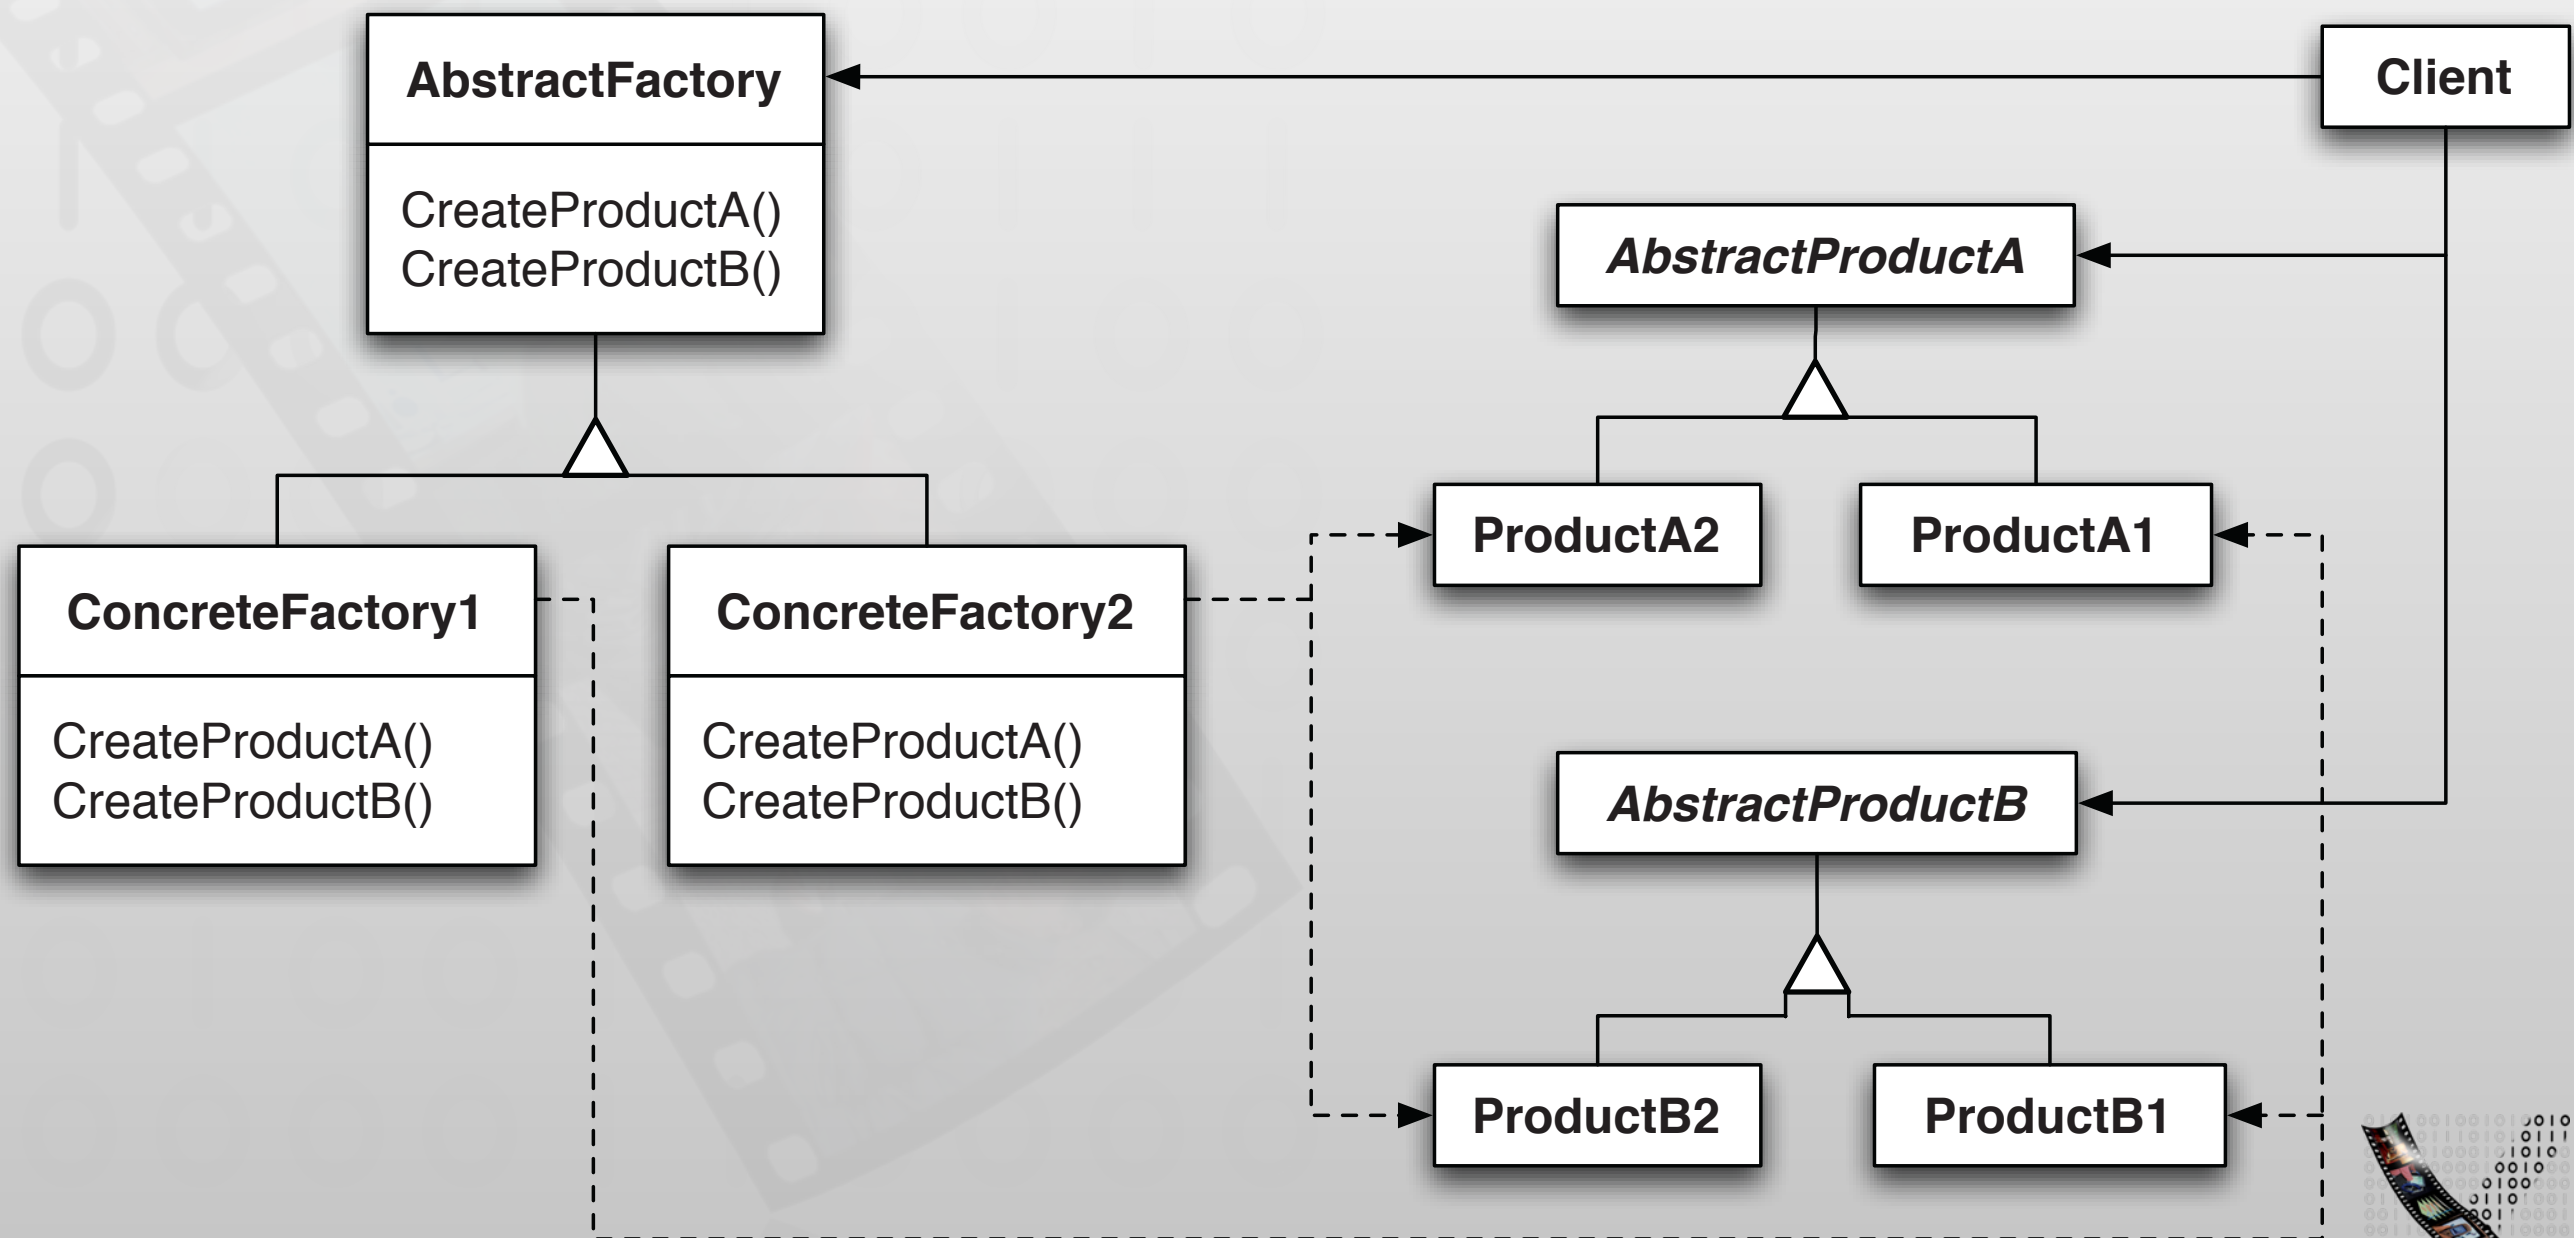 AbstractFactory
CreateProductA()
CreateProductB()
Client
AbstractProductA
ProductA2
ProductA1
ConcreteFactory1
CreateProductA()
CreateProductB()
ConcreteFactory2
CreateProductA()
CreateProductB()
AbstractProductB
ProductB2
ProductB1